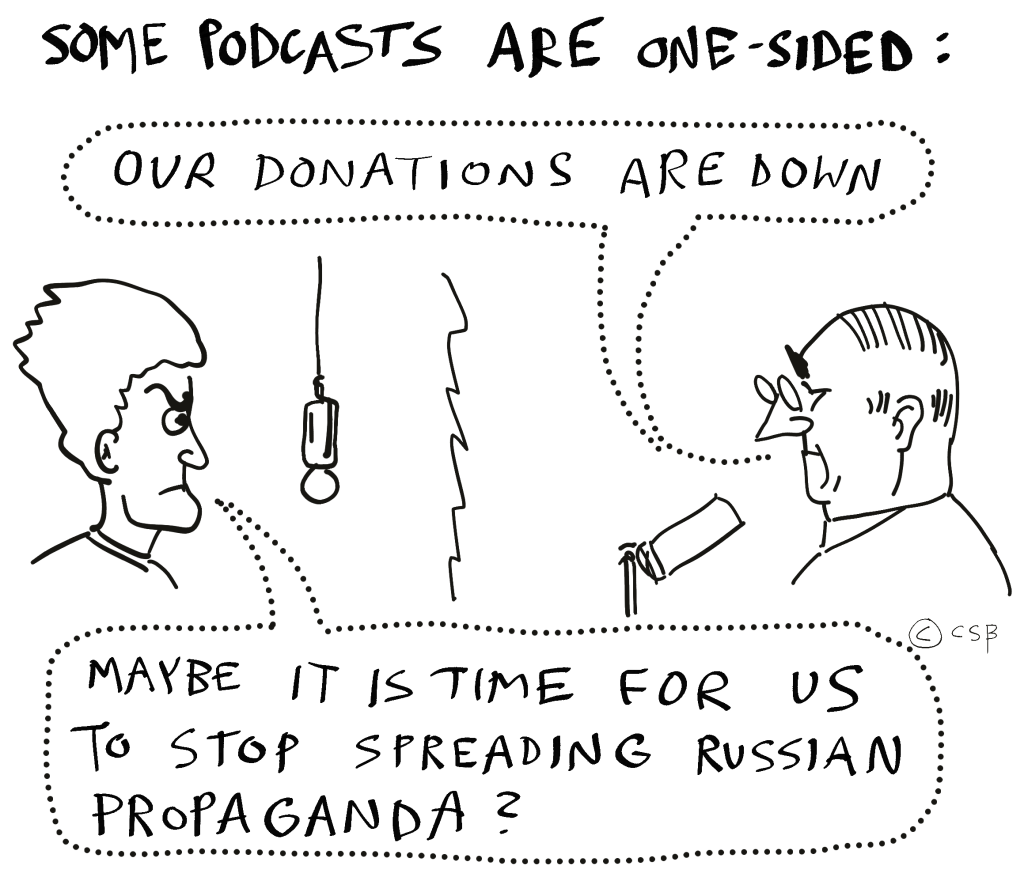 SOME PODCASTS ARE ONE-SIDED:
OUR DONATIONS ARE DOWN
MAYBE IT IS TIME FOR US
TO STOP SPREADING RUSSIAN
PROPAGANDA?
© CSB